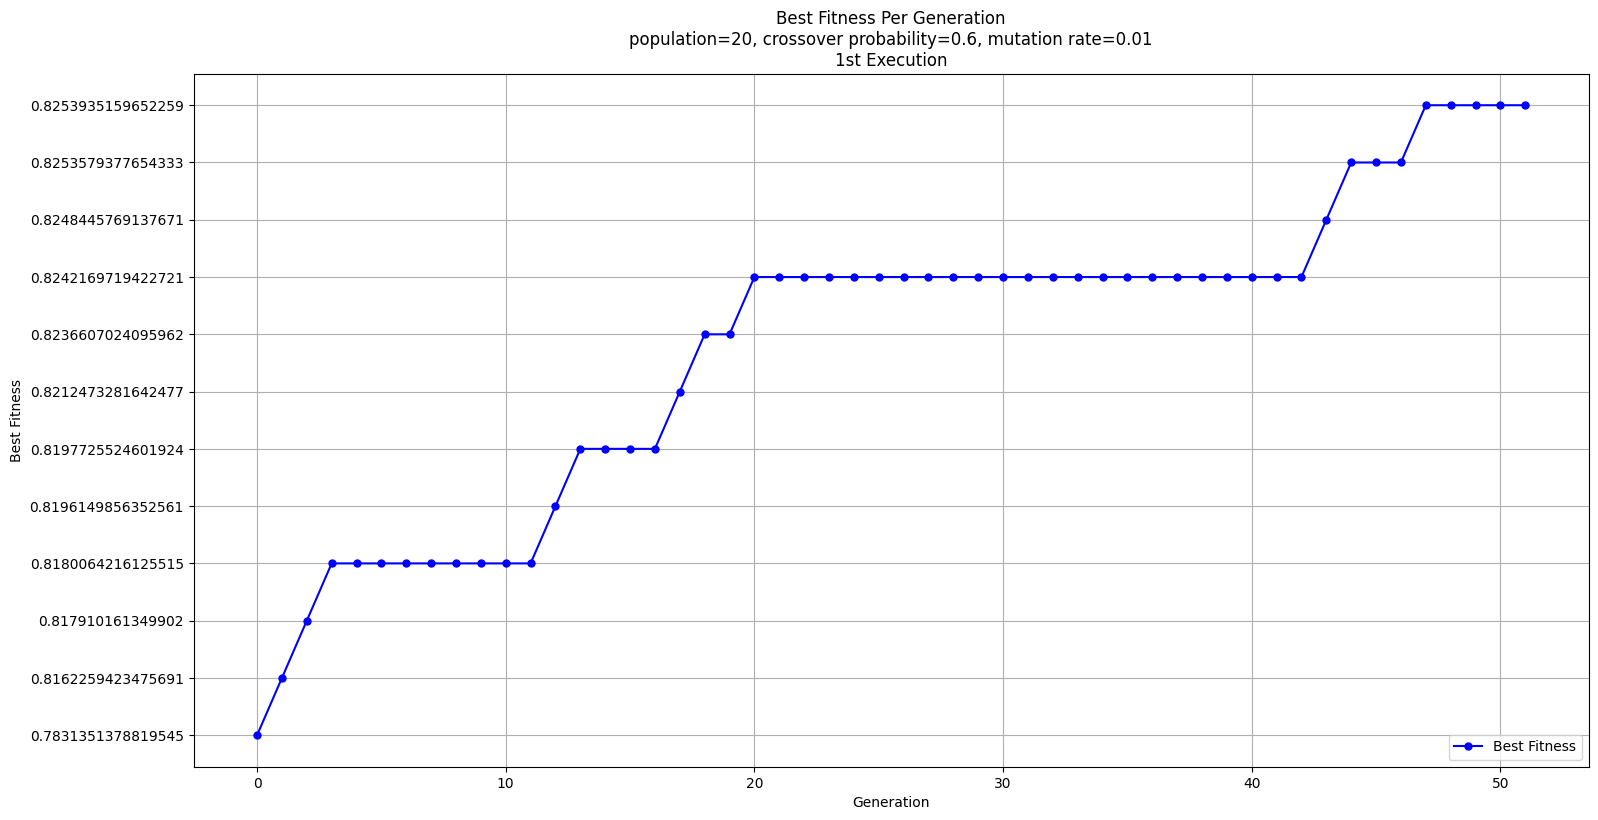 Best Fitness Per Generation
population=20, crossover probability=0.6, mutation rate=0.01
1st Execution
0.8253935159652259
0.8253579377654333
0.8248445769137671
0.8242169719422721
0.8236607024095962
0.8212473281642477
0.8197725524601924
0.8196149856352561
0.8180064216125515
0.817910161349902
0.8162259423475691
0.7831351378819545
Best Fitness
Best Fitness
0 10 20 30 40 50
Generation